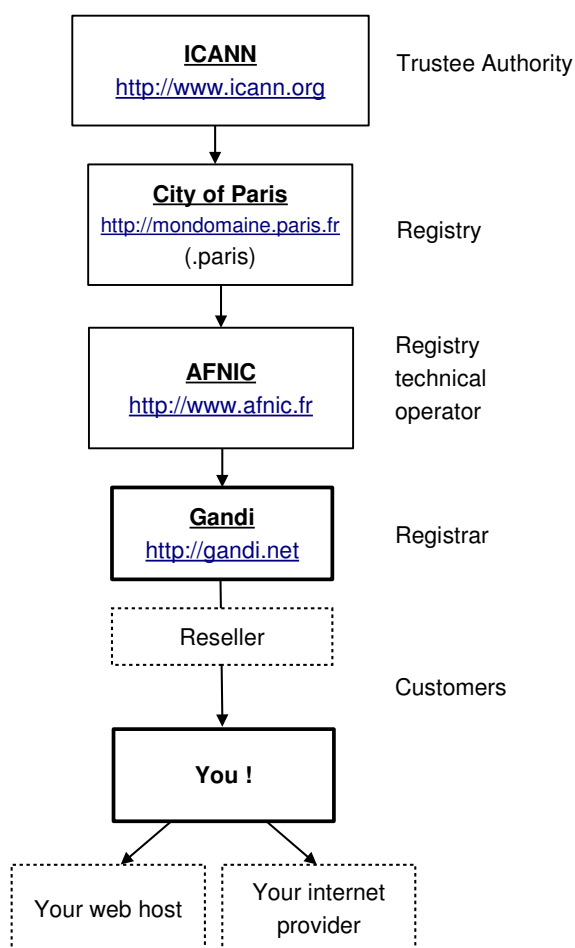 ICANN
http://www.icann.org
Trustee Authority
City of Paris
http://mondomaine.paris.fr
(.paris)
Registry
AFNIC
http://www.afnic.fr
Registry
technical
operator
Gandi
http://gandi.net
Registrar
Reseller
Customers
You !
Your web host
Your internet
provider